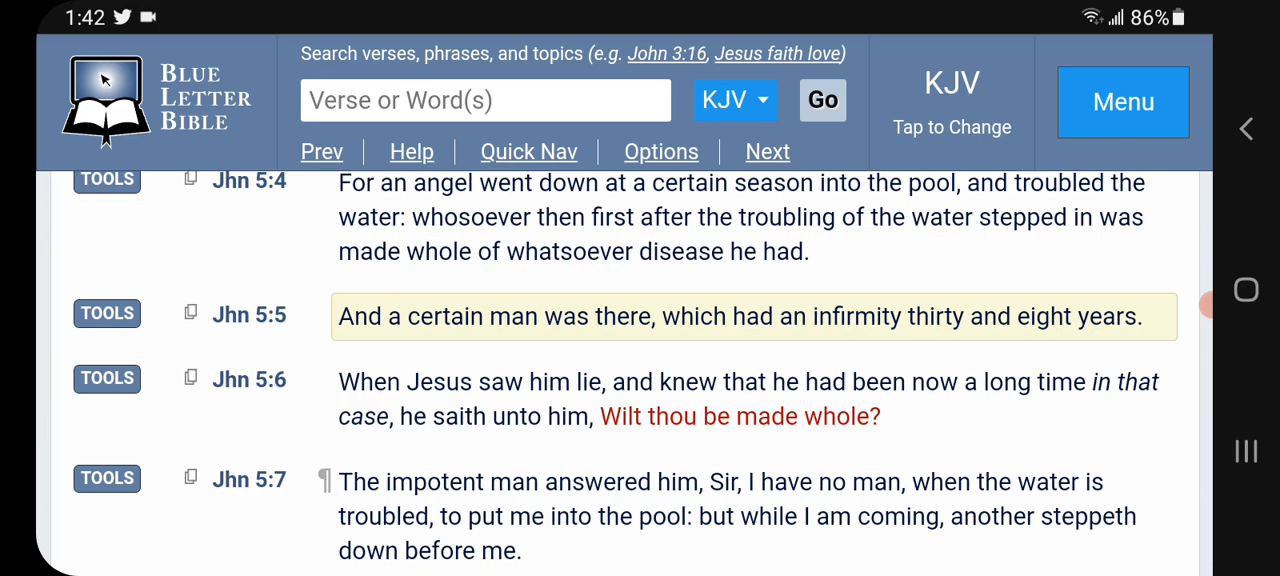 1:42
86%
BLUE
LETTER
BIBLE
Search verses, phrases, and topics (e.g. John 3:16, Jesus faith love)
Verse or Word(s)
KJV
Go
KJV
Tap to Change
Menu
Prev
Help
Quick Nav
Options
Next
TOOLS
Jhn 5:4
For an angel went down at a certain season into the pool, and troubled the
water: whosoever then first after the troubling of the water stepped in was
made whole of whatsoever disease he had.
TOOLS
Jhn 5:5
And a certain man was there, which had an infirmity thirty and eight years.
TOOLS
Jhn 5:6
When Jesus saw him lie, and knew that he had been now a long time in that
case, he saith unto him, Wilt thou be made whole?
TOOLS
Jhn 5:7
¶ The impotent man answered him, Sir, I have no man, when the water is
troubled, to put me into the pool: but while I am coming, another steppeth
down before me.